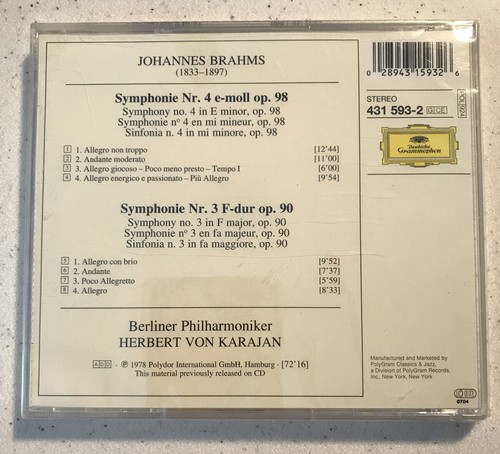 JOHANNES BRAHMS
(1833–1897)
Symphonie Nr. 4 e-moll op. 98
Symphony no. 4 in E minor, op. 98
Symphonie nº 4 en mi mineur, op. 98
Sinfonia n. 4 in mi minore, op. 98
1 1. Allegro non troppo [12'44]
2 2. Andante moderato [11'00]
3 3. Allegro giocoso – Poco meno presto – Tempo I [6'00]
4 4. Allegro energico e passionato – Più Allegro [9'54]
Symphonie Nr. 3 F-dur op. 90
Symphony no. 3 in F major, op. 90
Symphonie nº 3 en fa majeur, op. 90
Sinfonia n. 3 in fa maggiore, op. 90
5 1. Allegro con brio [9'52]
6 2. Andante [7'37]
7 3. Poco Allegretto [5'59]
8 4. Allegro [8'33]
Berliner Philharmoniker
HERBERT VON KARAJAN
ADD · ℗ 1978 Polydor International GmbH, Hamburg · [72'16]
This material previously released on CD
0 28943 15932 6
STEREO
431 593-2 GCE
Deutsche
Grammophon
Manufactured and Marketed by
PolyGram Classics & Jazz,
a Division of PolyGram Records,
Inc., New York, New York
0704